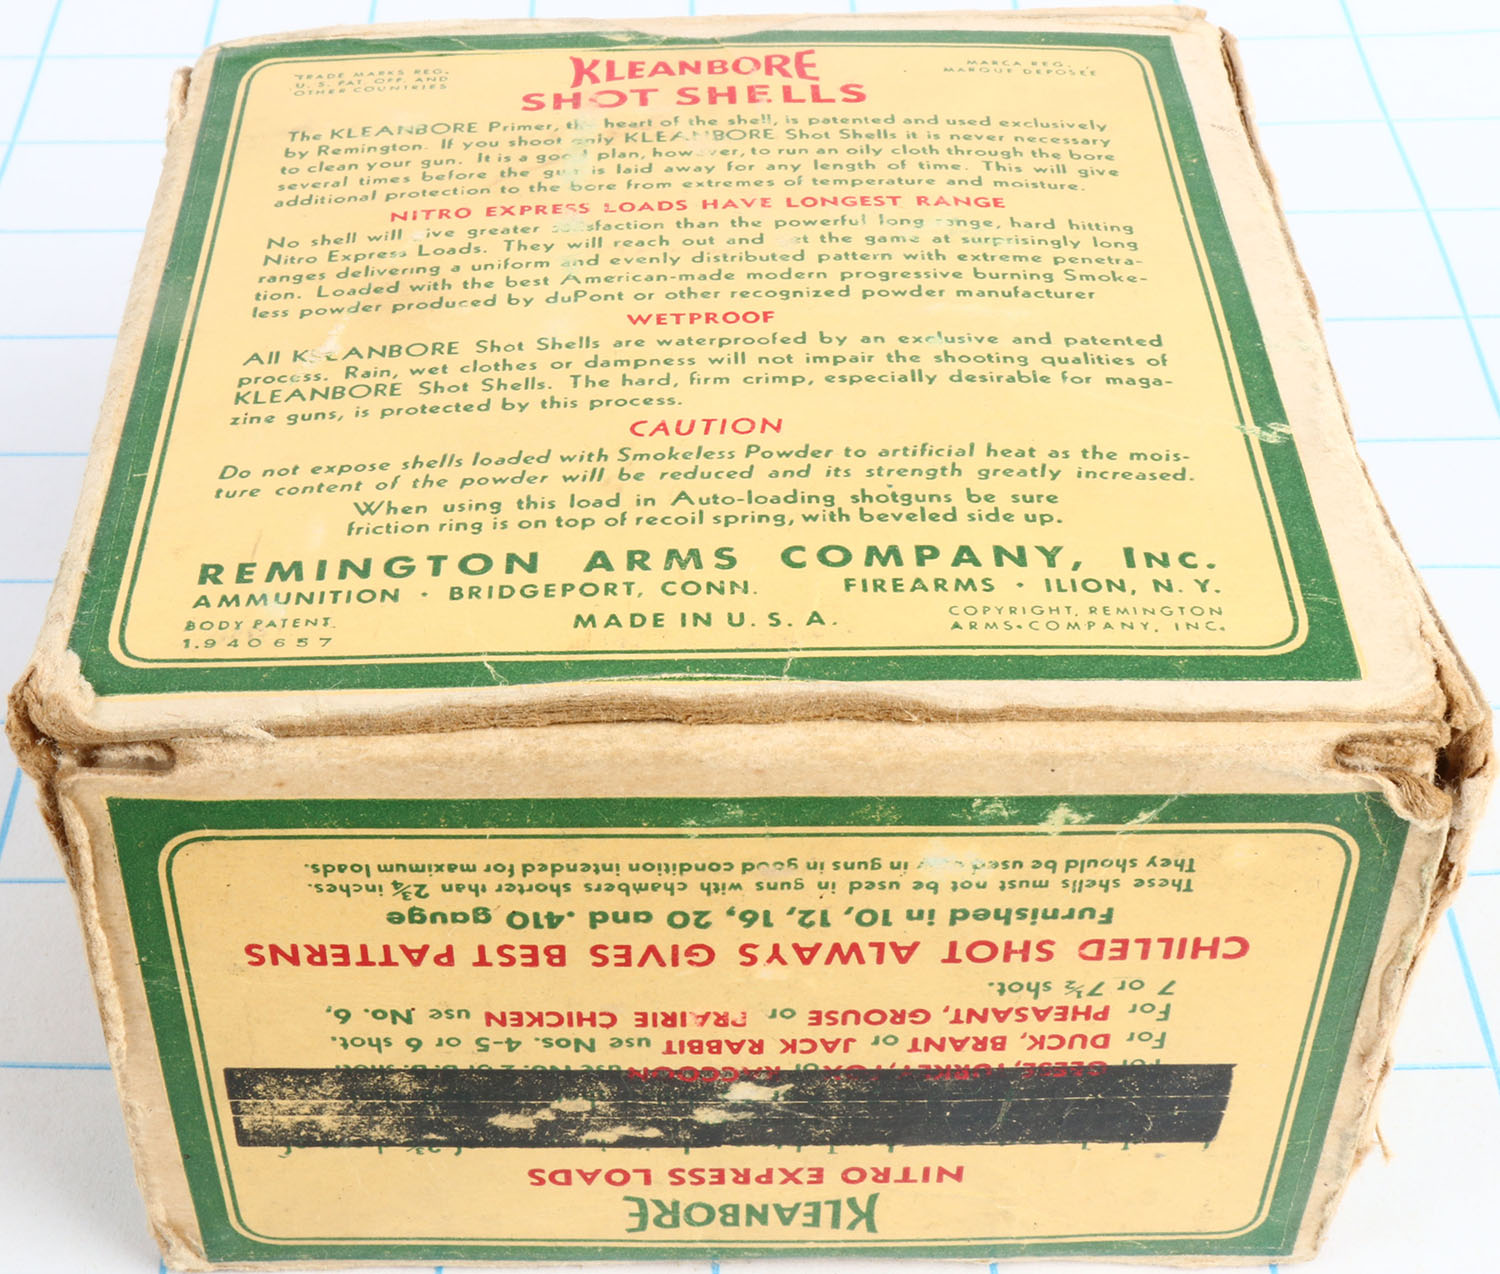 TRADE MARKS REG.
U. S. PAT. OFF. AND
OTHER COUNTRIES
KLEANBORE
SHOT SHELLS
MARCA REG.
MARQUE DEPOSEE
The KLEANBORE Primer, the heart of the shell, is patented and used exclusively
by Remington. If you shoot only KLEANBORE Shot Shells it is never necessary
to clean your gun. It is a good plan, however, to run an oily cloth through the bore
several times before the gun is laid away for any length of time. This will give
additional protection to the bore from extremes of temperature and moisture.
NITRO EXPRESS LOADS HAVE LONGEST RANGE
No shell will give greater satisfaction than the powerful long range, hard hitting
Nitro Express Loads. They will reach out and get the game at surprisingly long
ranges delivering a uniform and evenly distributed pattern with extreme penetra-
tion. Loaded with the best American-made modern progressive burning Smoke-
less powder produced by duPont or other recognized powder manufacturer
WETPROOF
All KLEANBORE Shot Shells are waterproofed by an exclusive and patented
process. Rain, wet clothes or dampness will not impair the shooting qualities of
KLEANBORE Shot Shells. The hard, firm crimp, especially desirable for maga-
zine guns, is protected by this process.
CAUTION
Do not expose shells loaded with Smokeless Powder to artificial heat as the mois-
ture content of the powder will be reduced and its strength greatly increased.
When using this load in Auto-loading shotguns be sure
friction ring is on top of recoil spring, with beveled side up.
REMINGTON ARMS COMPANY, INC.
AMMUNITION · BRIDGEPORT, CONN. FIREARMS · ILION, N. Y.
BODY PATENT
1.940657
MADE IN U. S. A.
COPYRIGHT, REMINGTON
ARMS COMPANY, INC.
KLEANBORE
NITRO EXPRESS LOADS
For GEESE, TURKEY, FOX or RACCOON use No. 2 or B.B. shot.
For DUCK, BRANT or JACK RABBIT use Nos. 4-5 or 6 shot.
For PHEASANT, GROUSE or PRAIRIE CHICKEN use No. 6,
7 or 7½ shot.
CHILLED SHOT ALWAYS GIVES BEST PATTERNS
Furnished in 10, 12, 16, 20 and .410 gauge
These shells must not be used in guns with chambers shorter than 2¾ inches.
They should be used only in guns in good condition intended for maximum loads.